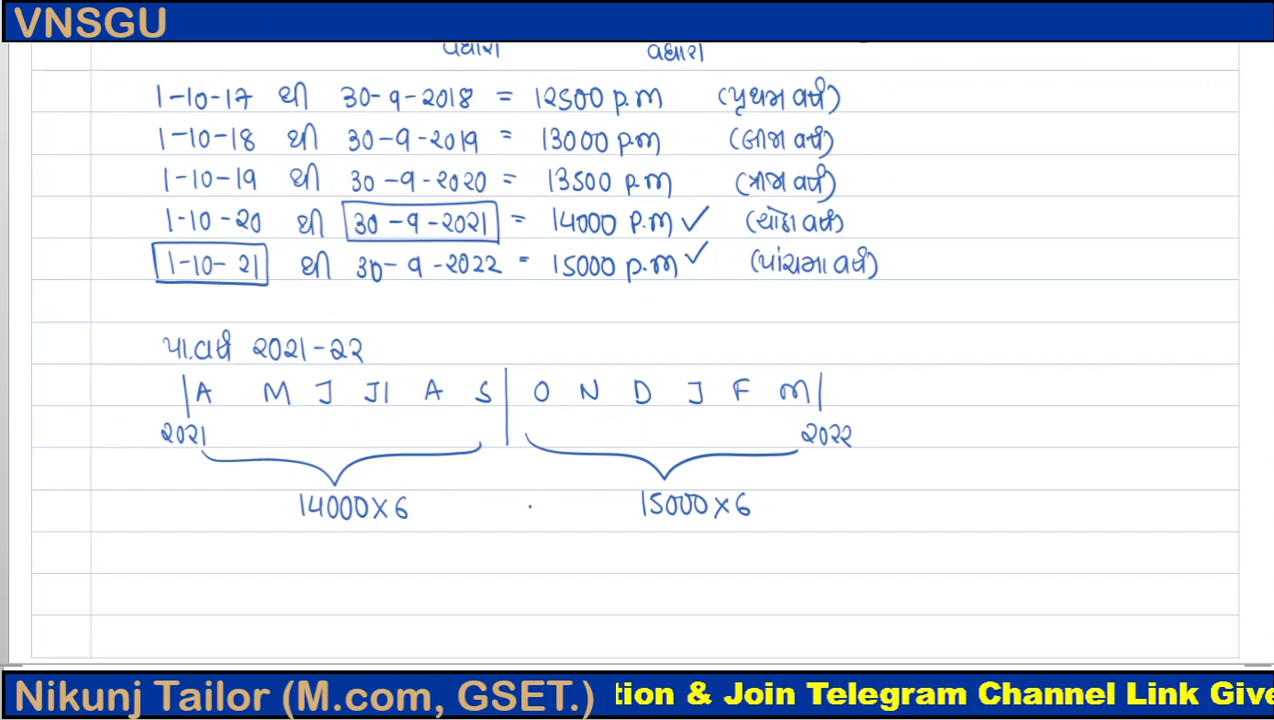 VNSGU
વધારા વધારા
1-10-17 થી 30-9-2018 = 12500 p.m (પ્રથમ વર્ષ)
1-10-18 થી 30-9-2019 = 13000 p.m (બીજા વર્ષ)
1-10-19 થી 30-9-2020 = 13500 p.m (ત્રીજા વર્ષ)
1-10-20 થી 30-9-2021 = 14000 P.m ✓ (ચોથા વર્ષ)
1-10-21 થી 30-9-2022 = 15000 p.m ✓ (પાંચમા વર્ષ)
પા.વર્ષ 2021-22
A M J Jl A S O N D J F M
2021 2022
14000×6 15000×6
Nikunj Tailor (M.com, GSET.) tion & Join Telegram Channel Link Give